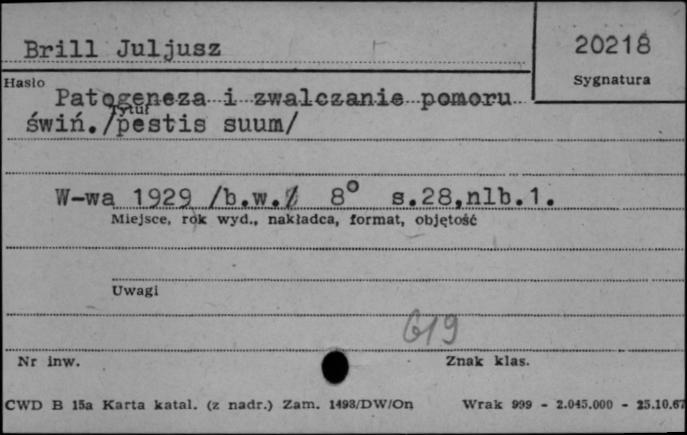 Brill Juljusz
20218
Hasło
Sygnatura
Patogeneza i zwalczanie pomoru
Tytuł
świń./pestis suum/
W-wa 1929 /b.w./ 8° s.28,nlb.1.
Miejsce, rok wyd., nakładca, format, objętość
Uwagi
619
Nr inw.
Znak klas.
CWD B 15a Karta katal. (z nadr.) Zam. 1493/DW/On Wrak 999 - 2.045.000 - 25.10.67